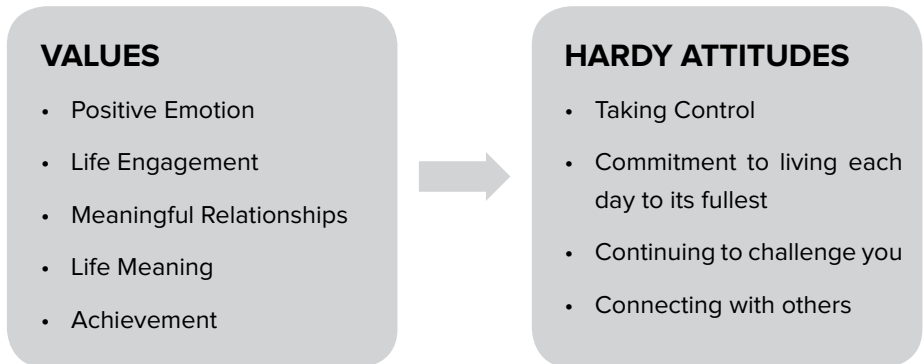 VALUES
• Positive Emotion
• Life Engagement
• Meaningful Relationships
• Life Meaning
• Achievement
HARDY ATTITUDES
• Taking Control
• Commitment to living each
day to its fullest
• Continuing to challenge you
• Connecting with others